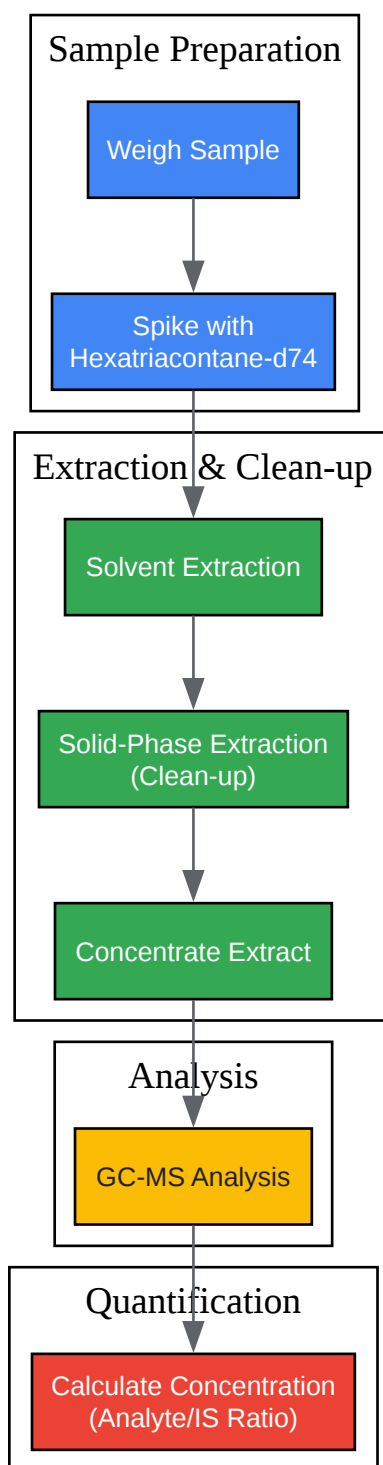 Sample Preparation
Weigh Sample
Spike with
Hexatriacontane-d74
Extraction & Clean-up
Solvent Extraction
Solid-Phase Extraction
(Clean-up)
Concentrate Extract
Analysis
GC-MS Analysis
Quantification
Calculate Concentration
(Analyte/IS Ratio)